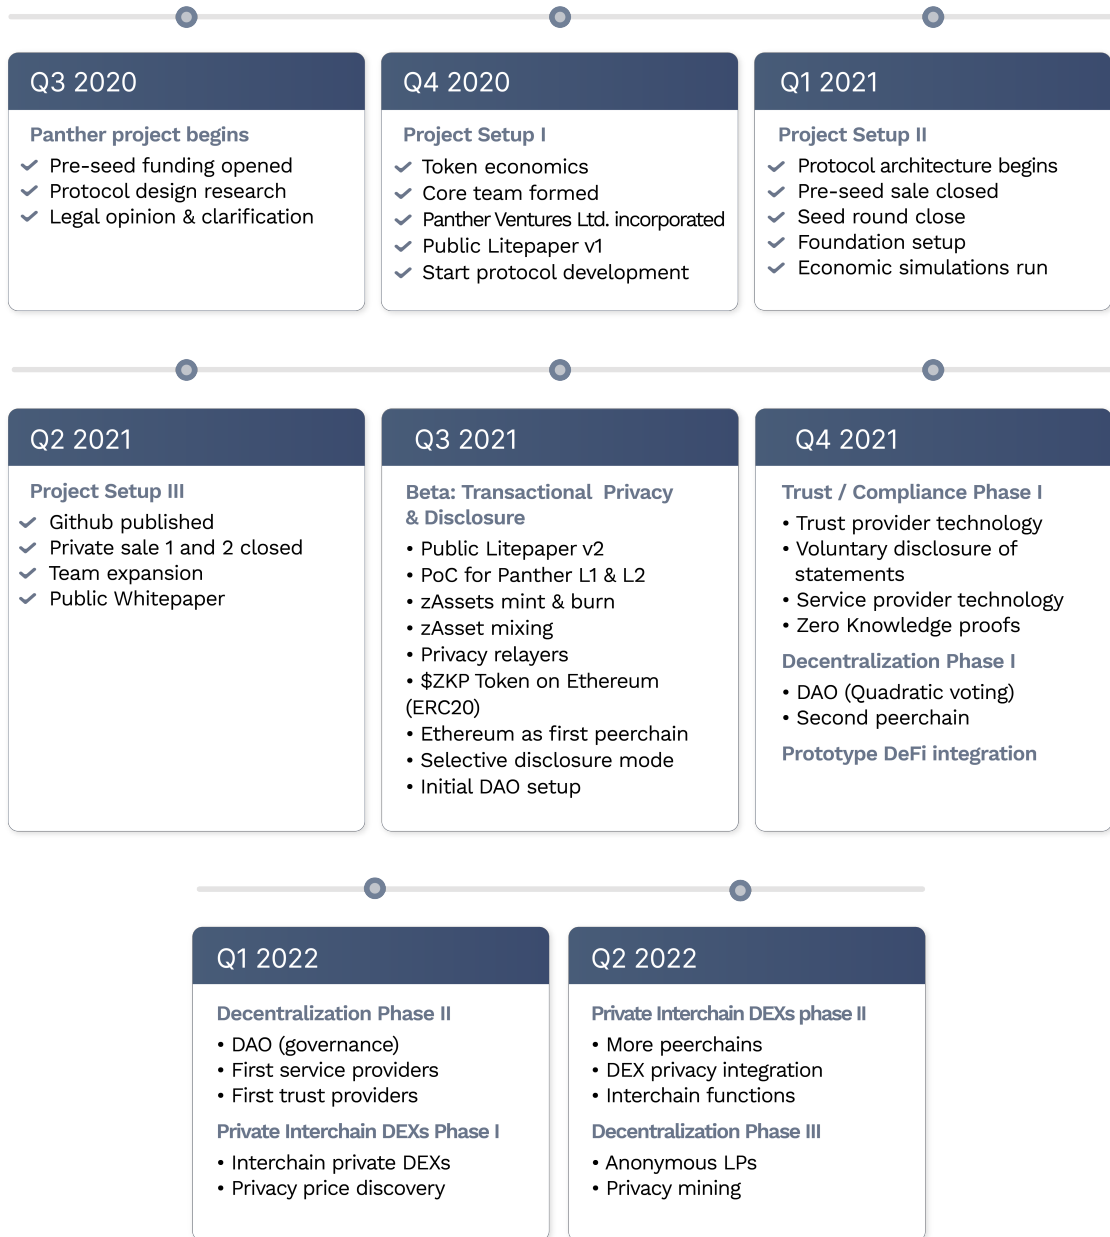 Q3 2020
Panther project begins
Pre-seed funding opened
Protocol design research
Legal opinion & clarification
Q4 2020
Project Setup I
Token economics
Core team formed
Panther Ventures Ltd. incorporated
Public Litepaper v1
Start protocol development
Q1 2021
Project Setup II
Protocol architecture begins
Pre-seed sale closed
Seed round close
Foundation setup
Economic simulations run
Q2 2021
Project Setup III
Github published
Private sale 1 and 2 closed
Team expansion
Public Whitepaper
Q3 2021
Beta: Transactional Privacy
& Disclosure
• Public Litepaper v2
• PoC for Panther L1 & L2
• zAssets mint & burn
• zAsset mixing
• Privacy relayers
• $ZKP Token on Ethereum
(ERC20)
• Ethereum as first peerchain
• Selective disclosure mode
• Initial DAO setup
Q4 2021
Trust / Compliance Phase I
• Trust provider technology
• Voluntary disclosure of
statements
• Service provider technology
• Zero Knowledge proofs
Decentralization Phase I
• DAO (Quadratic voting)
• Second peerchain
Prototype DeFi integration
Q1 2022
Decentralization Phase II
• DAO (governance)
• First service providers
• First trust providers
Private Interchain DEXs Phase I
• Interchain private DEXs
• Privacy price discovery
Q2 2022
Private Interchain DEXs phase II
• More peerchains
• DEX privacy integration
• Interchain functions
Decentralization Phase III
• Anonymous LPs
• Privacy mining